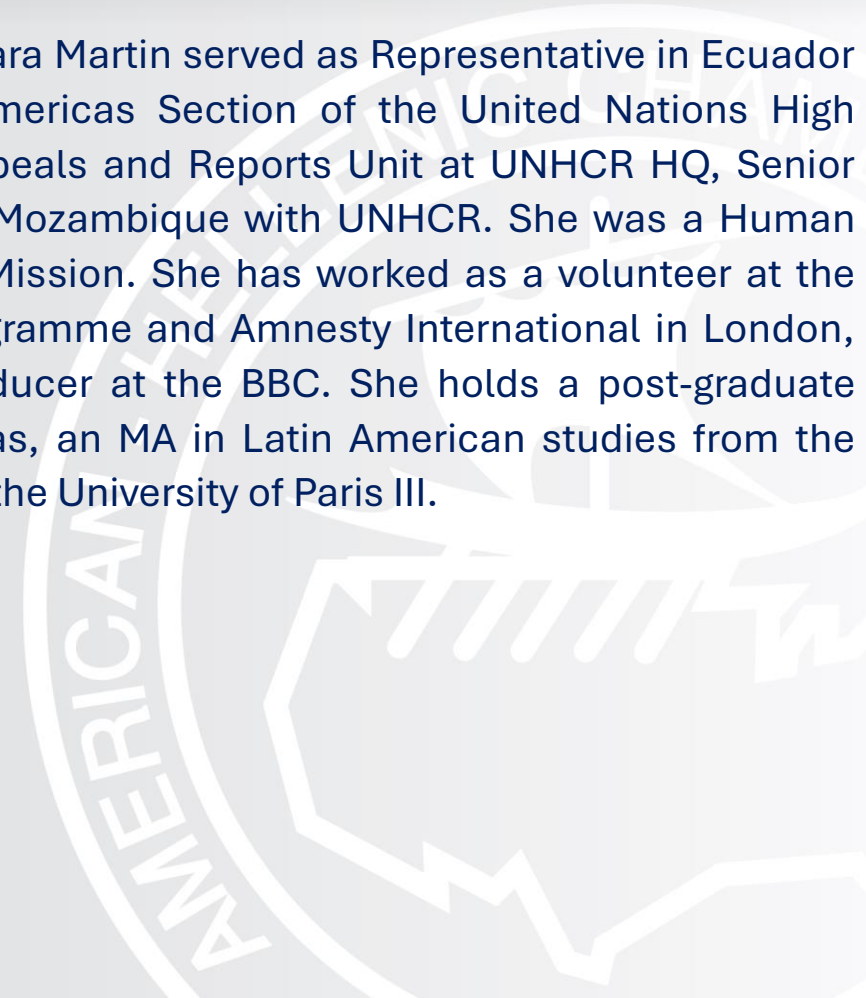 ara Martin served as Representative in Ecuador
mericas Section of the United Nations High
peals and Reports Unit at UNHCR HQ, Senior
Mozambique with UNHCR. She was a Human
Mission. She has worked as a volunteer at the
gramme and Amnesty International in London,
ducer at the BBC. She holds a post-graduate
as, an MA in Latin American studies from the
the University of Paris III.
AMERICAN - HELLENIC CHAM